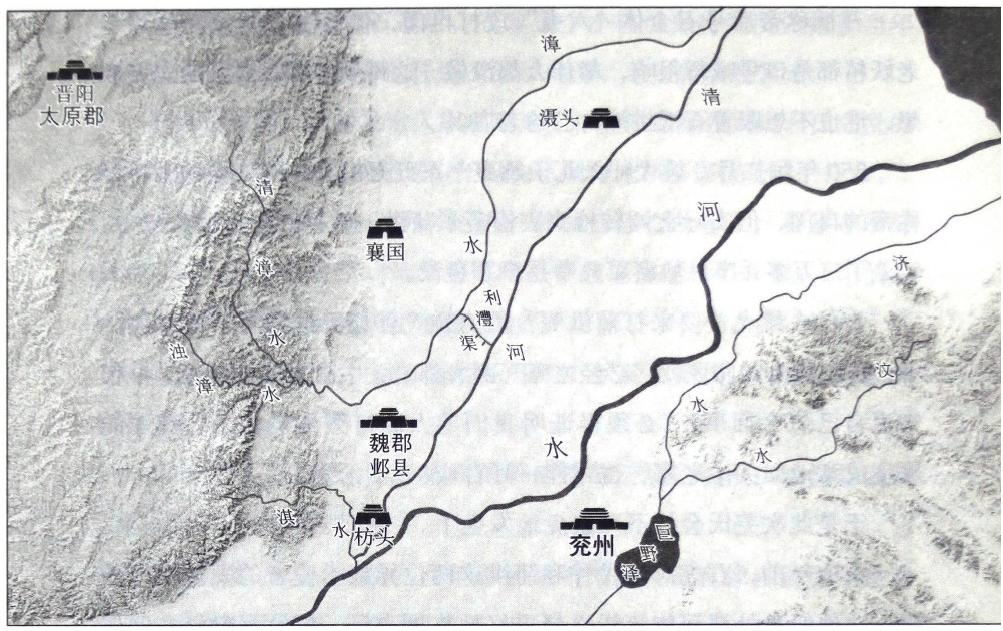 晋阳
太原郡
漳
水
清
河
滠头
清
漳
水
襄国
河
水
济
水
利
漕
渠
浊
漳
水
汶
水
魏郡
邺县
淇
水
枋头
兖州
巨
野
泽